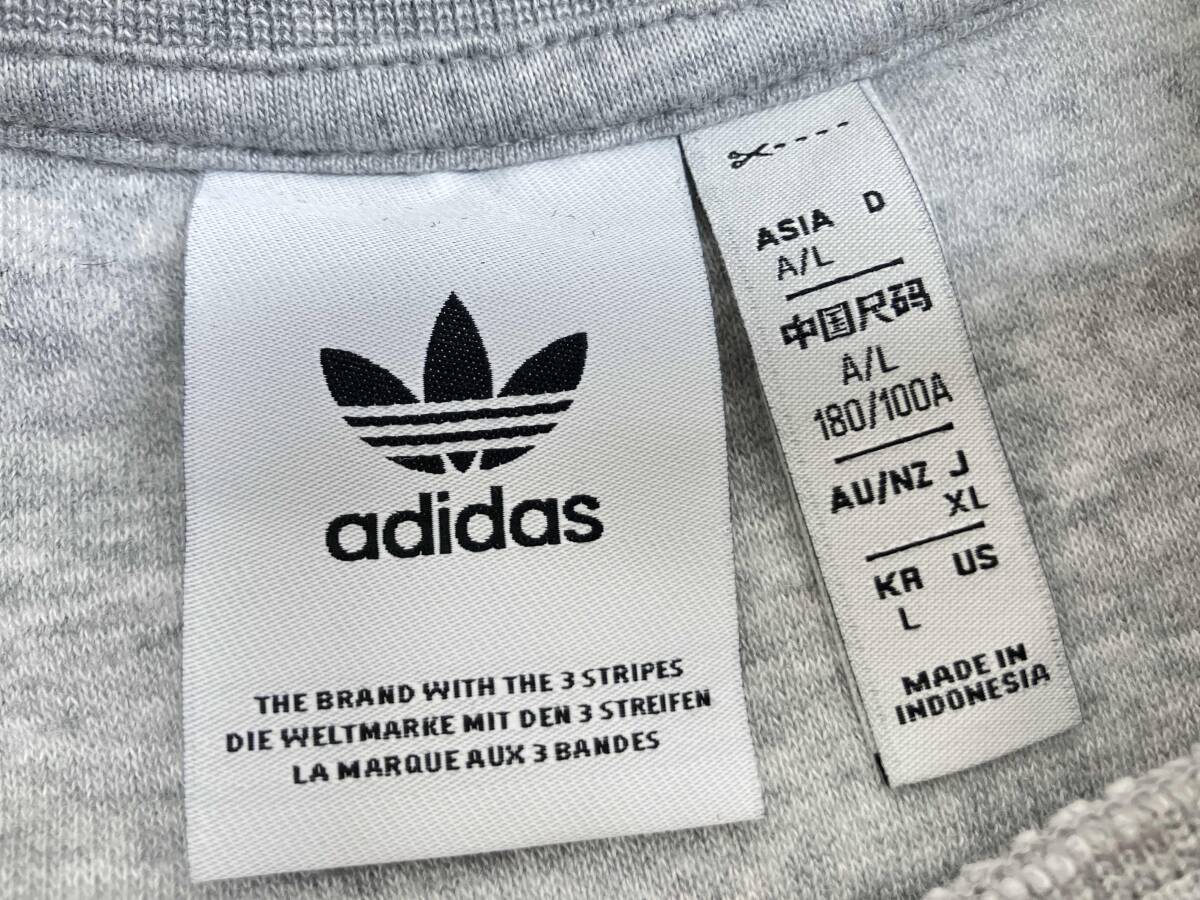 adidas
THE BRAND WITH THE 3 STRIPES
DIE WELTMARKE MIT DEN 3 STREIFEN
LA MARQUE AUX 3 BANDES
ASIA D
A/L
中国尺码
A/L
180/100A
AU/NZ J
XL
KR US
L
MADE IN
INDONESIA